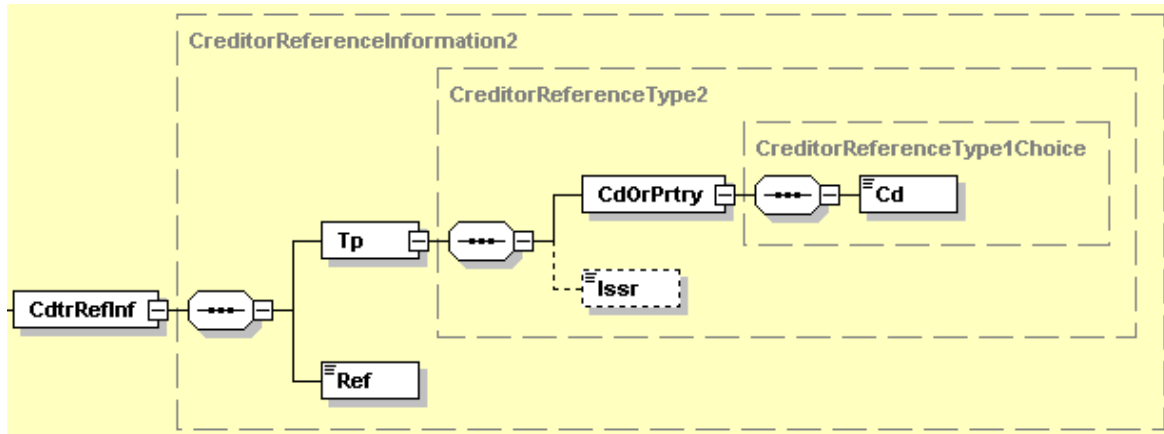 CreditorReferenceInformation2
CreditorReferenceType2
CreditorReferenceType1Choice
CdOrPrtry
Cd
Tp
Issr
CdtrRefInf
Ref